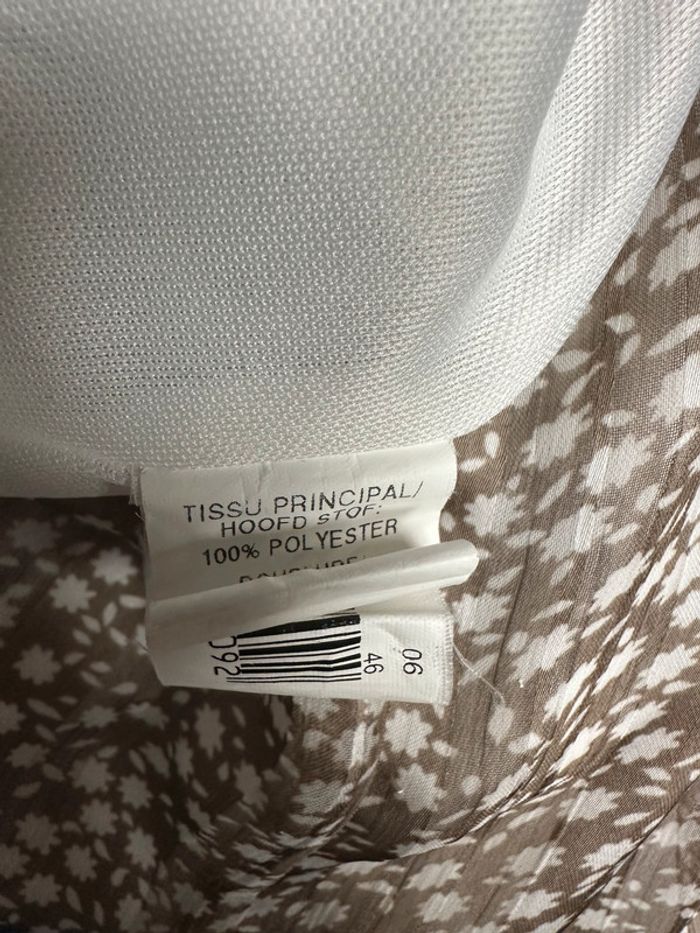 TISSU PRINCIPAL/
HOOFD STOF:
100% POLYESTER
06
46